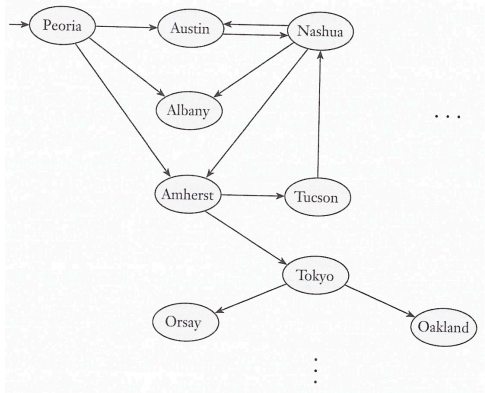 Peoria
Austin
Nashua
Albany
. . .
Amherst
Tucson
Tokyo
Orsay
Oakland